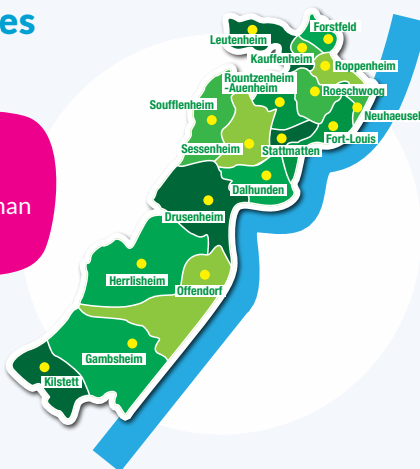 es
Leutenheim
Forstfeld
Kauffenheim
Roppenheim
Rountzenheim
-Auenheim
Roeschwoog
Soufflenheim
Neuhaeusel
Fort-Louis
Sessenheim
Stattmatten
Dalhunden
Drusenheim
Herrlisheim
Offendorf
Gambsheim
Kilstett